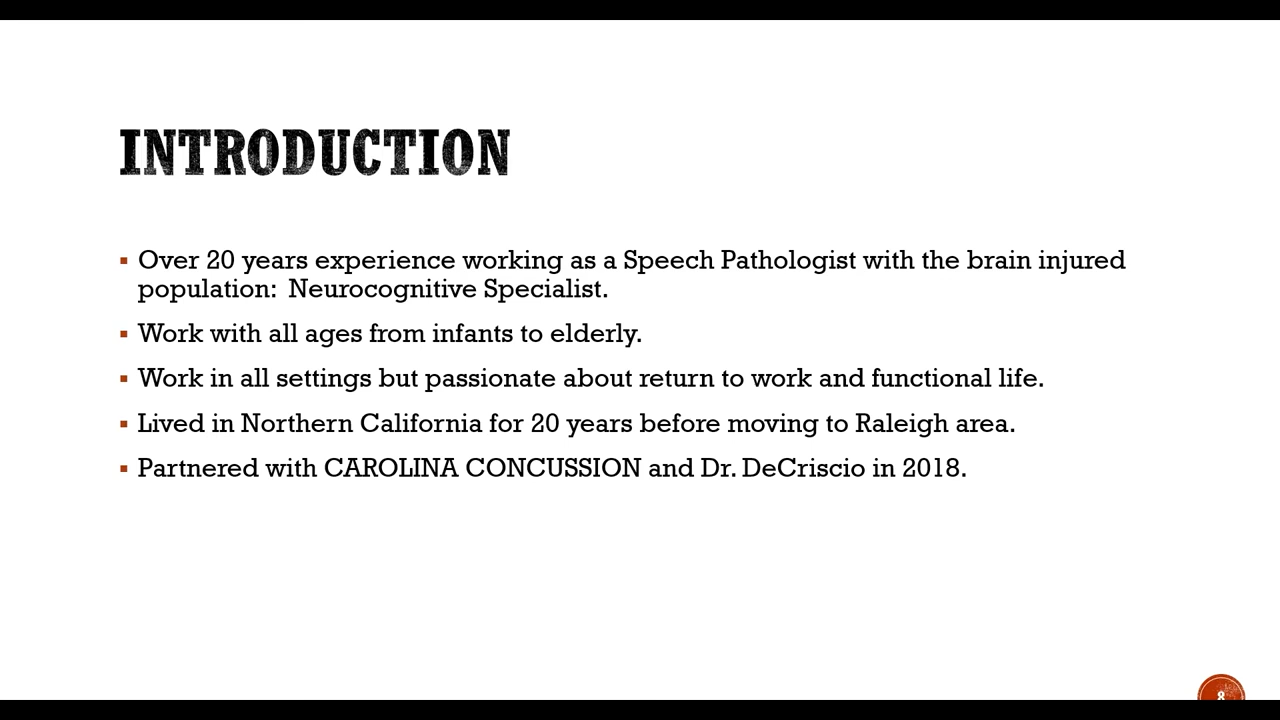 INTRODUCTION
▪ Over 20 years experience working as a Speech Pathologist with the brain injured
population:  Neurocognitive Specialist.
▪ Work with all ages from infants to elderly.
▪ Work in all settings but passionate about return to work and functional life.
▪ Lived in Northern California for 20 years before moving to Raleigh area.
▪ Partnered with CAROLINA CONCUSSION and Dr. DeCriscio in 2018.
8